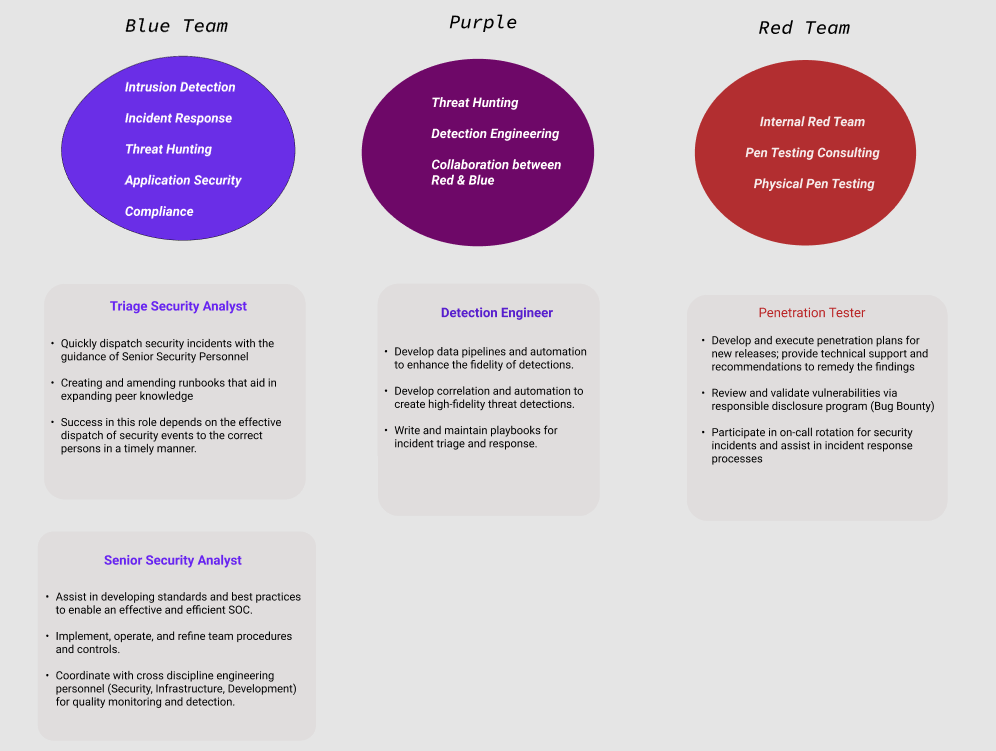 Blue Team
Intrusion Detection
Incident Response
Threat Hunting
Application Security
Compliance
Triage Security Analyst
• Quickly dispatch security incidents with the
guidance of Senior Security Personnel
• Creating and amending runbooks that aid in
expanding peer knowledge
• Success in this role depends on the effective
dispatch of security events to the correct
persons in a timely manner.
Senior Security Analyst
• Assist in developing standards and best practices
to enable an effective and efficient SOC.
• Implement, operate, and refine team procedures
and controls.
• Coordinate with cross discipline engineering
personnel (Security, Infrastructure, Development)
for quality monitoring and detection.
Purple
Threat Hunting
Detection Engineering
Collaboration between
Red & Blue
Detection Engineer
• Develop data pipelines and automation
to enhance the fidelity of detections.
• Develop correlation and automation to
create high-fidelity threat detections.
• Write and maintain playbooks for
incident triage and response.
Red Team
Internal Red Team
Pen Testing Consulting
Physical Pen Testing
Penetration Tester
• Develop and execute penetration plans for
new releases; provide technical support and
recommendations to remedy the findings
• Review and validate vulnerabilities via
responsible disclosure program (Bug Bounty)
• Participate in on-call rotation for security
incidents and assist in incident response
processes